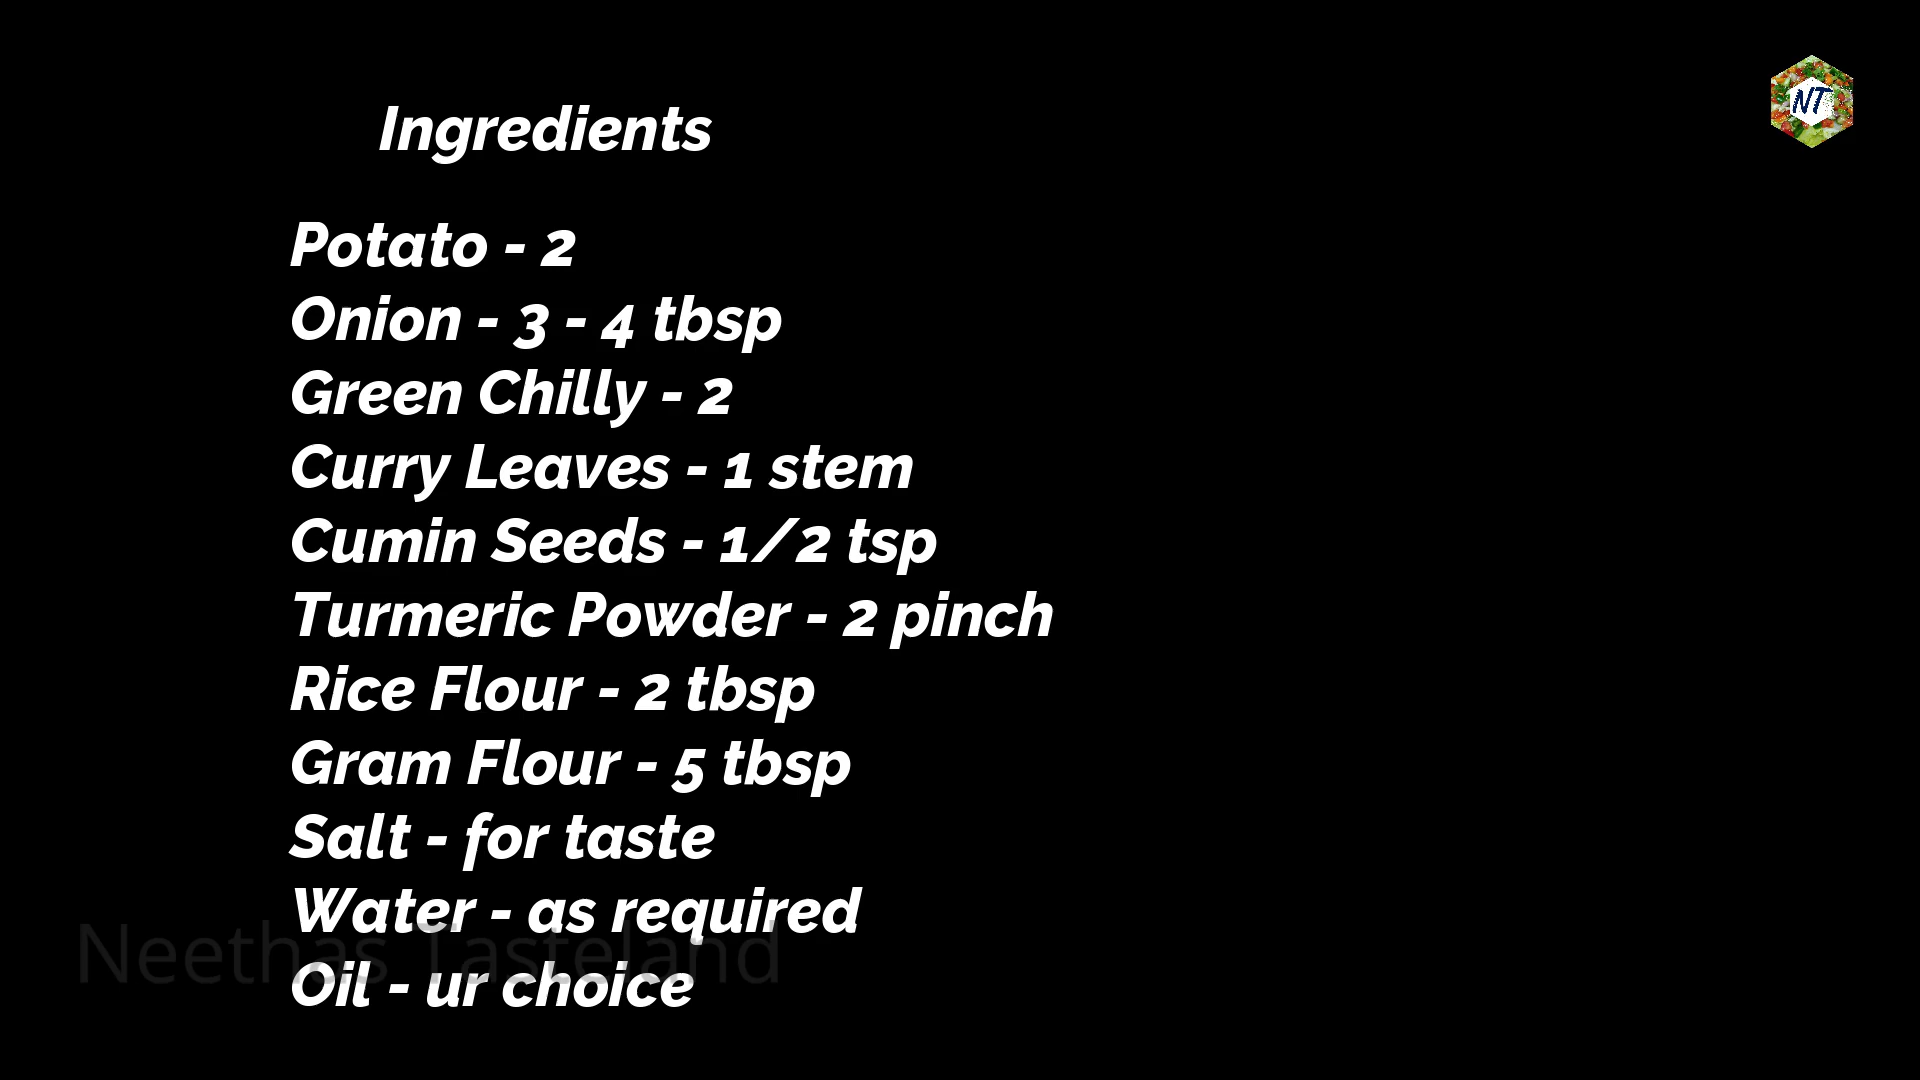 NT
Ingredients
Potato - 2
Onion - 3 - 4 tbsp
Green Chilly - 2
Curry Leaves - 1 stem
Cumin Seeds - 1/2 tsp
Turmeric Powder - 2 pinch
Rice Flour - 2 tbsp
Gram Flour - 5 tbsp
Salt - for taste
Water - as required
Neethas Tasteland
Oil - ur choice